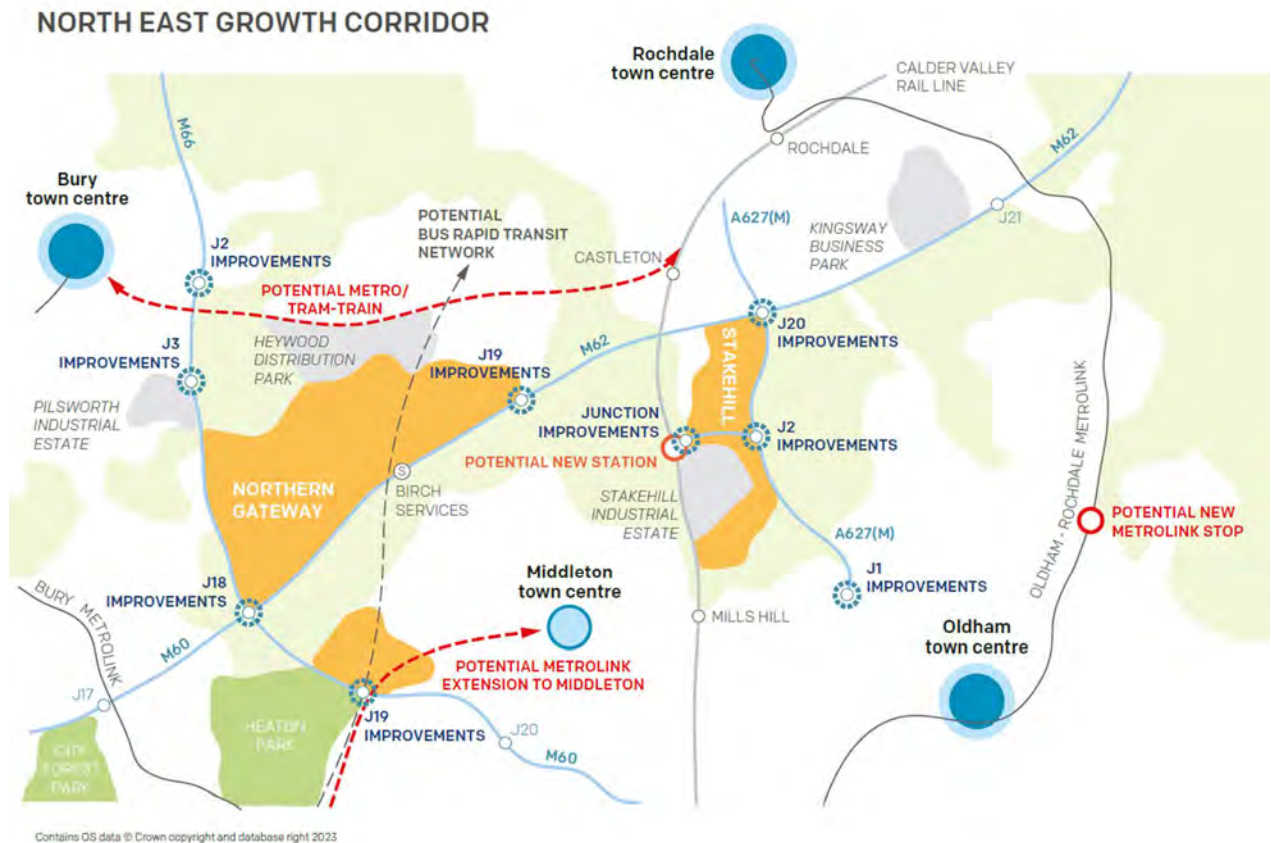 NORTH EAST GROWTH CORRIDOR
Rochdale
town centre
CALDER VALLEY
RAIL LINE
M66
ROCHDALE
M62
Bury
town centre
POTENTIAL
BUS RAPID TRANSIT
NETWORK
A627(M)
KINGSWAY
BUSINESS
PARK
J21
J2
IMPROVEMENTS
CASTLETON
POTENTIAL METRO/
TRAM-TRAIN
J3
IMPROVEMENTS
HEYWOOD
DISTRIBUTION
PARK
J19
IMPROVEMENTS
M62
J20
IMPROVEMENTS
STAKEHILL
PILSWORTH
INDUSTRIAL
ESTATE
JUNCTION
IMPROVEMENTS
J2
IMPROVEMENTS
POTENTIAL NEW STATION
OLDHAM - ROCHDALE METROLINK
NORTHERN
GATEWAY
S
BIRCH
SERVICES
STAKEHILL
INDUSTRIAL
ESTATE
POTENTIAL NEW
METROLINK STOP
A627(M)
J1
IMPROVEMENTS
J18
IMPROVEMENTS
Middleton
town centre
MILLS HILL
BURY METROLINK
M60
Oldham
town centre
POTENTIAL METROLINK
EXTENSION TO MIDDLETON
J17
HEATON
PARK
J19
IMPROVEMENTS
J20
M60
CITY
FOREST
PARK
Contains OS data © Crown copyright and database right 2023